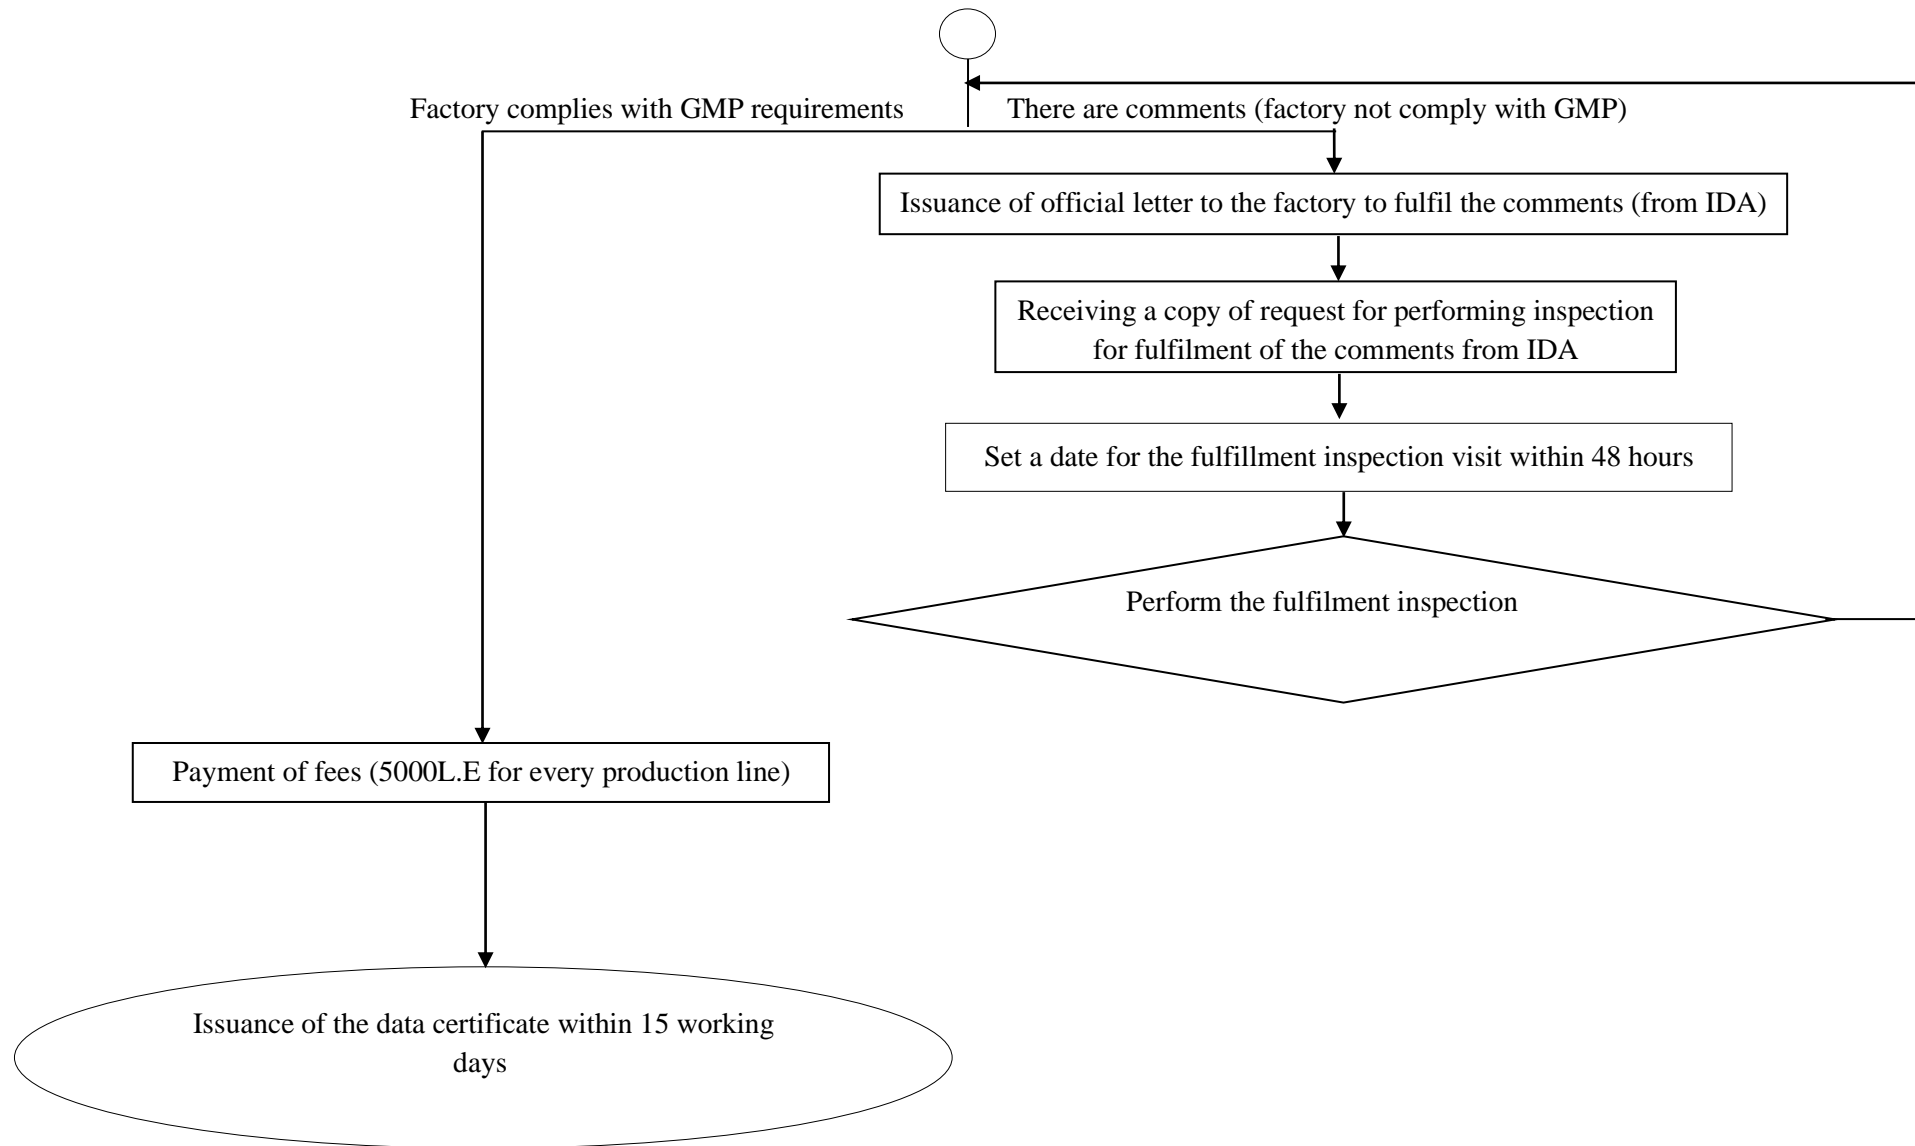 Factory complies with GMP requirements
There are comments (factory not comply with GMP)
Issuance of official letter to the factory to fulfil the comments (from IDA)
Receiving a copy of request for performing inspection
for fulfilment of the comments from IDA
Set a date for the fulfillment inspection visit within 48 hours
Perform the fulfilment inspection
Payment of fees (5000L.E for every production line)
Issuance of the data certificate within 15 working
days